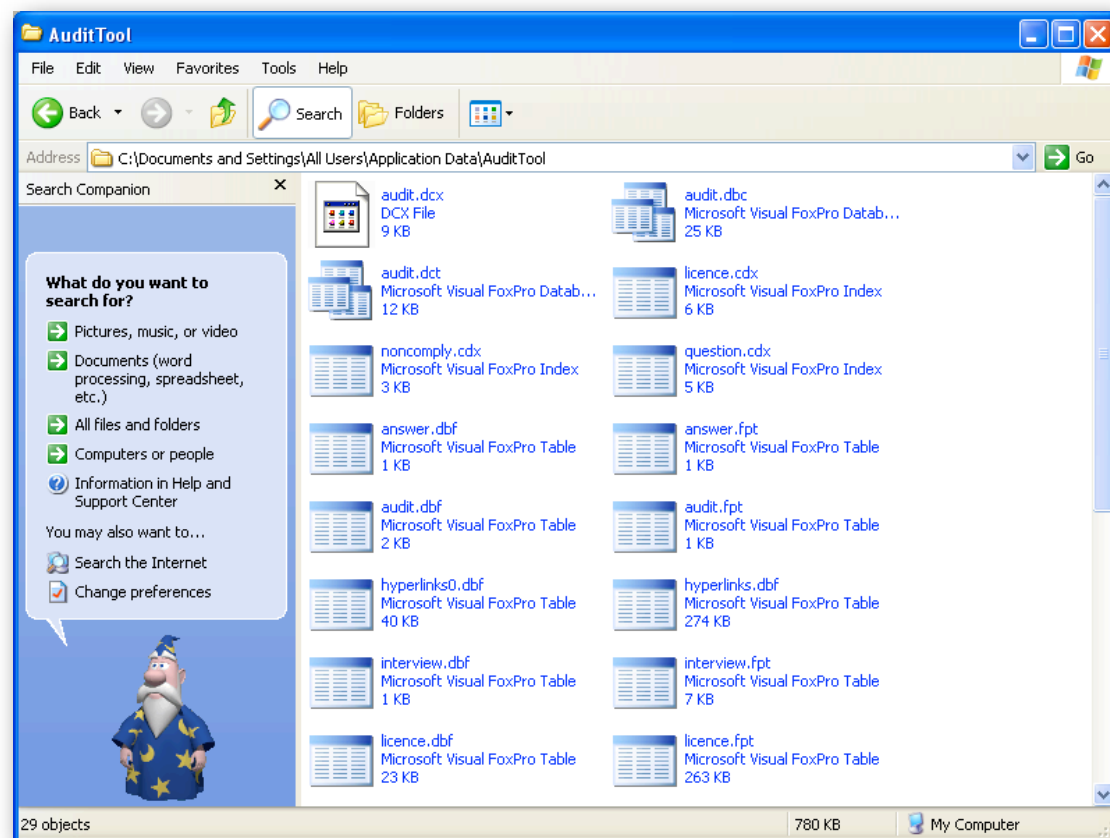 AuditTool
File Edit View Favorites Tools Help
Back Search Folders
Address C:\Documents and Settings\All Users\Application Data\AuditTool Go
Search Companion
What do you want to
search for?
Pictures, music, or video
Documents (word
processing, spreadsheet,
etc.)
All files and folders
Computers or people
Information in Help and
Support Center
You may also want to...
Search the Internet
Change preferences
audit.dcx
DCX File
9 KB
audit.dbc
Microsoft Visual FoxPro Datab...
25 KB
audit.dct
Microsoft Visual FoxPro Datab...
12 KB
licence.cdx
Microsoft Visual FoxPro Index
6 KB
noncomply.cdx
Microsoft Visual FoxPro Index
3 KB
question.cdx
Microsoft Visual FoxPro Index
5 KB
answer.dbf
Microsoft Visual FoxPro Table
1 KB
answer.fpt
Microsoft Visual FoxPro Table
1 KB
audit.dbf
Microsoft Visual FoxPro Table
2 KB
audit.fpt
Microsoft Visual FoxPro Table
1 KB
hyperlinks0.dbf
Microsoft Visual FoxPro Table
40 KB
hyperlinks.dbf
Microsoft Visual FoxPro Table
274 KB
interview.dbf
Microsoft Visual FoxPro Table
1 KB
interview.fpt
Microsoft Visual FoxPro Table
7 KB
licence.dbf
Microsoft Visual FoxPro Table
23 KB
licence.fpt
Microsoft Visual FoxPro Table
263 KB
29 objects 780 KB My Computer